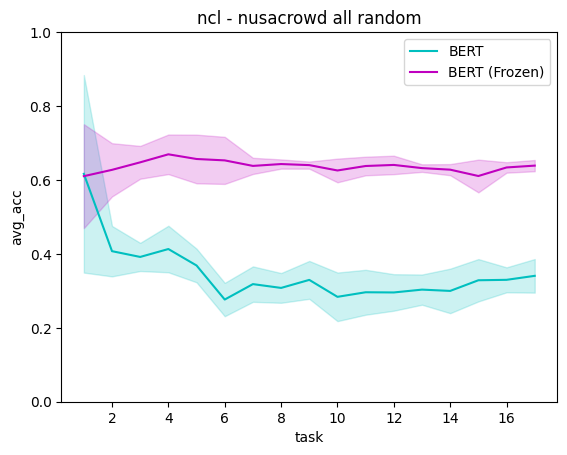 ncl - nusacrowd all random
BERT
BERT (Frozen)
avg_acc
1.0
0.8
0.6
0.4
0.2
0.0
2 4 6 8 10 12 14 16
task